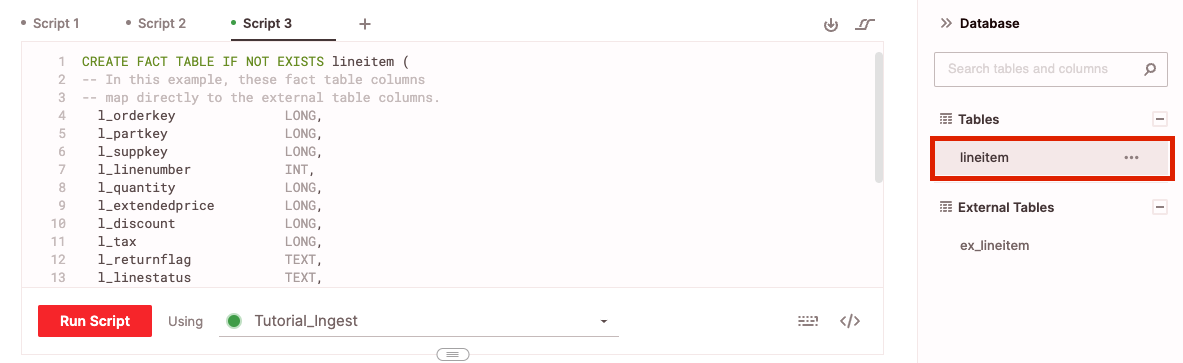 Script 1 Script 2 Script 3 +
1 CREATE FACT TABLE IF NOT EXISTS lineitem (
2 -- In this example, these fact table columns
3 -- map directly to the external table columns.
4 l_orderkey LONG,
5 l_partkey LONG,
6 l_suppkey LONG,
7 l_linenumber INT,
8 l_quantity LONG,
9 l_extendedprice LONG,
10 l_discount LONG,
11 l_tax LONG,
12 l_returnflag TEXT,
13 l_linestatus TEXT,
Run Script Using Tutorial_Ingest </>
Database
Search tables and columns
Tables
lineitem ...
External Tables
ex_lineitem